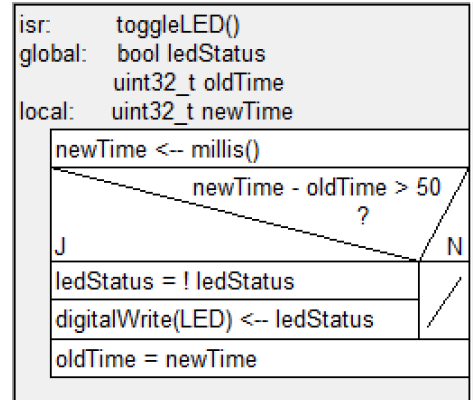 isr: toggleLED()
global: bool ledStatus
uint32_t oldTime
local: uint32_t newTime
newTime <-- millis()
newTime - oldTime > 50
?
J N
ledStatus = ! ledStatus
digitalWrite(LED) <-- ledStatus
oldTime = newTime